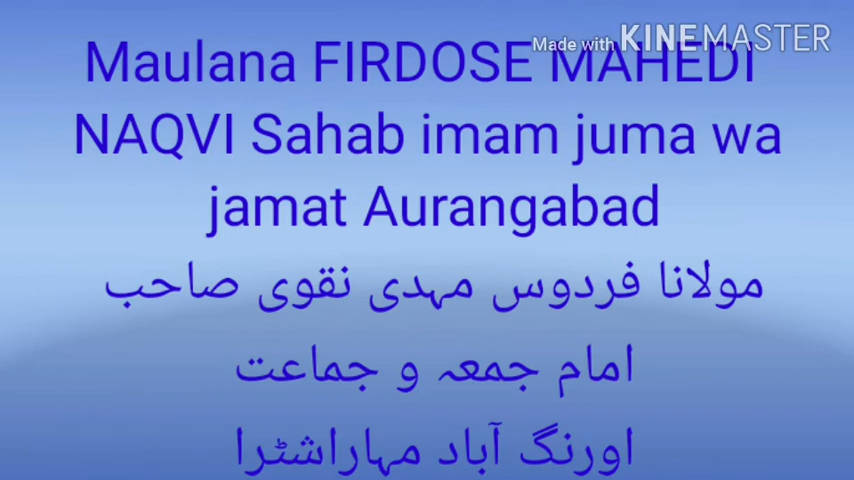 Made with KINEMASTER
Maulana FIRDOSE MAHEDI
NAQVI Sahab imam juma wa
jamat Aurangabad
مولانا فردوس مہدی نقوی صاحب
امام جمعہ و جماعت
اورنگ آباد مہاراشٹرا